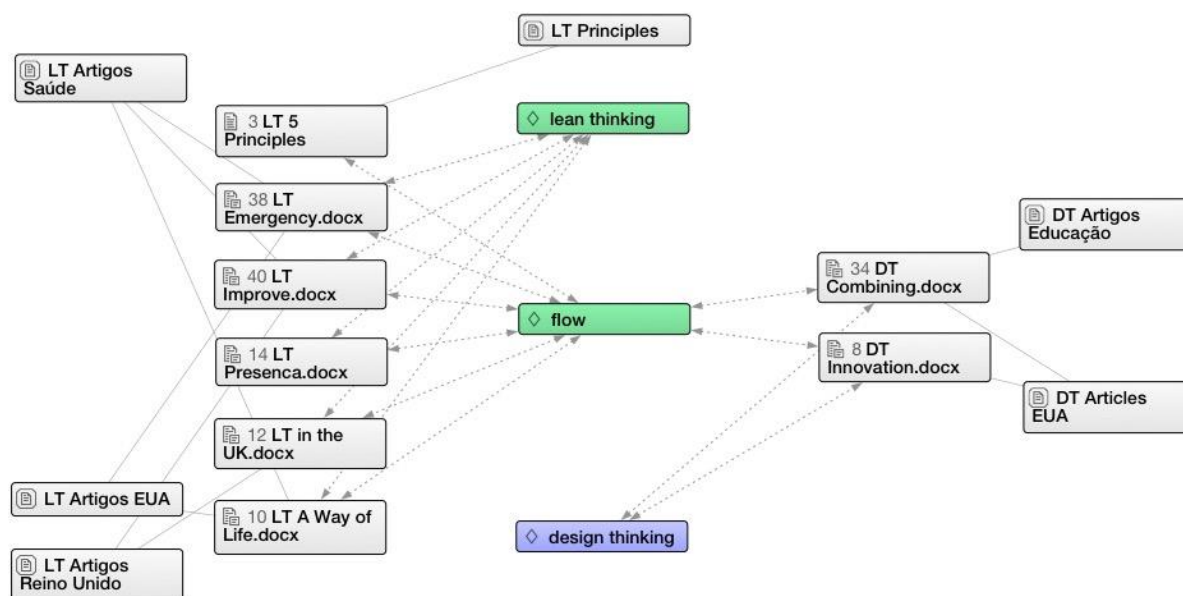 LT Principles
LT Artigos
Saúde
3 LT 5
Principles
lean thinking
38 LT
Emergency.docx
DT Artigos
Educação
40 LT
Improve.docx
34 DT
Combining.docx
flow
14 LT
Presenca.docx
8 DT
Innovation.docx
DT Articles
EUA
12 LT in the
UK.docx
LT Artigos EUA
10 LT A Way of
Life.docx
design thinking
LT Artigos
Reino Unido